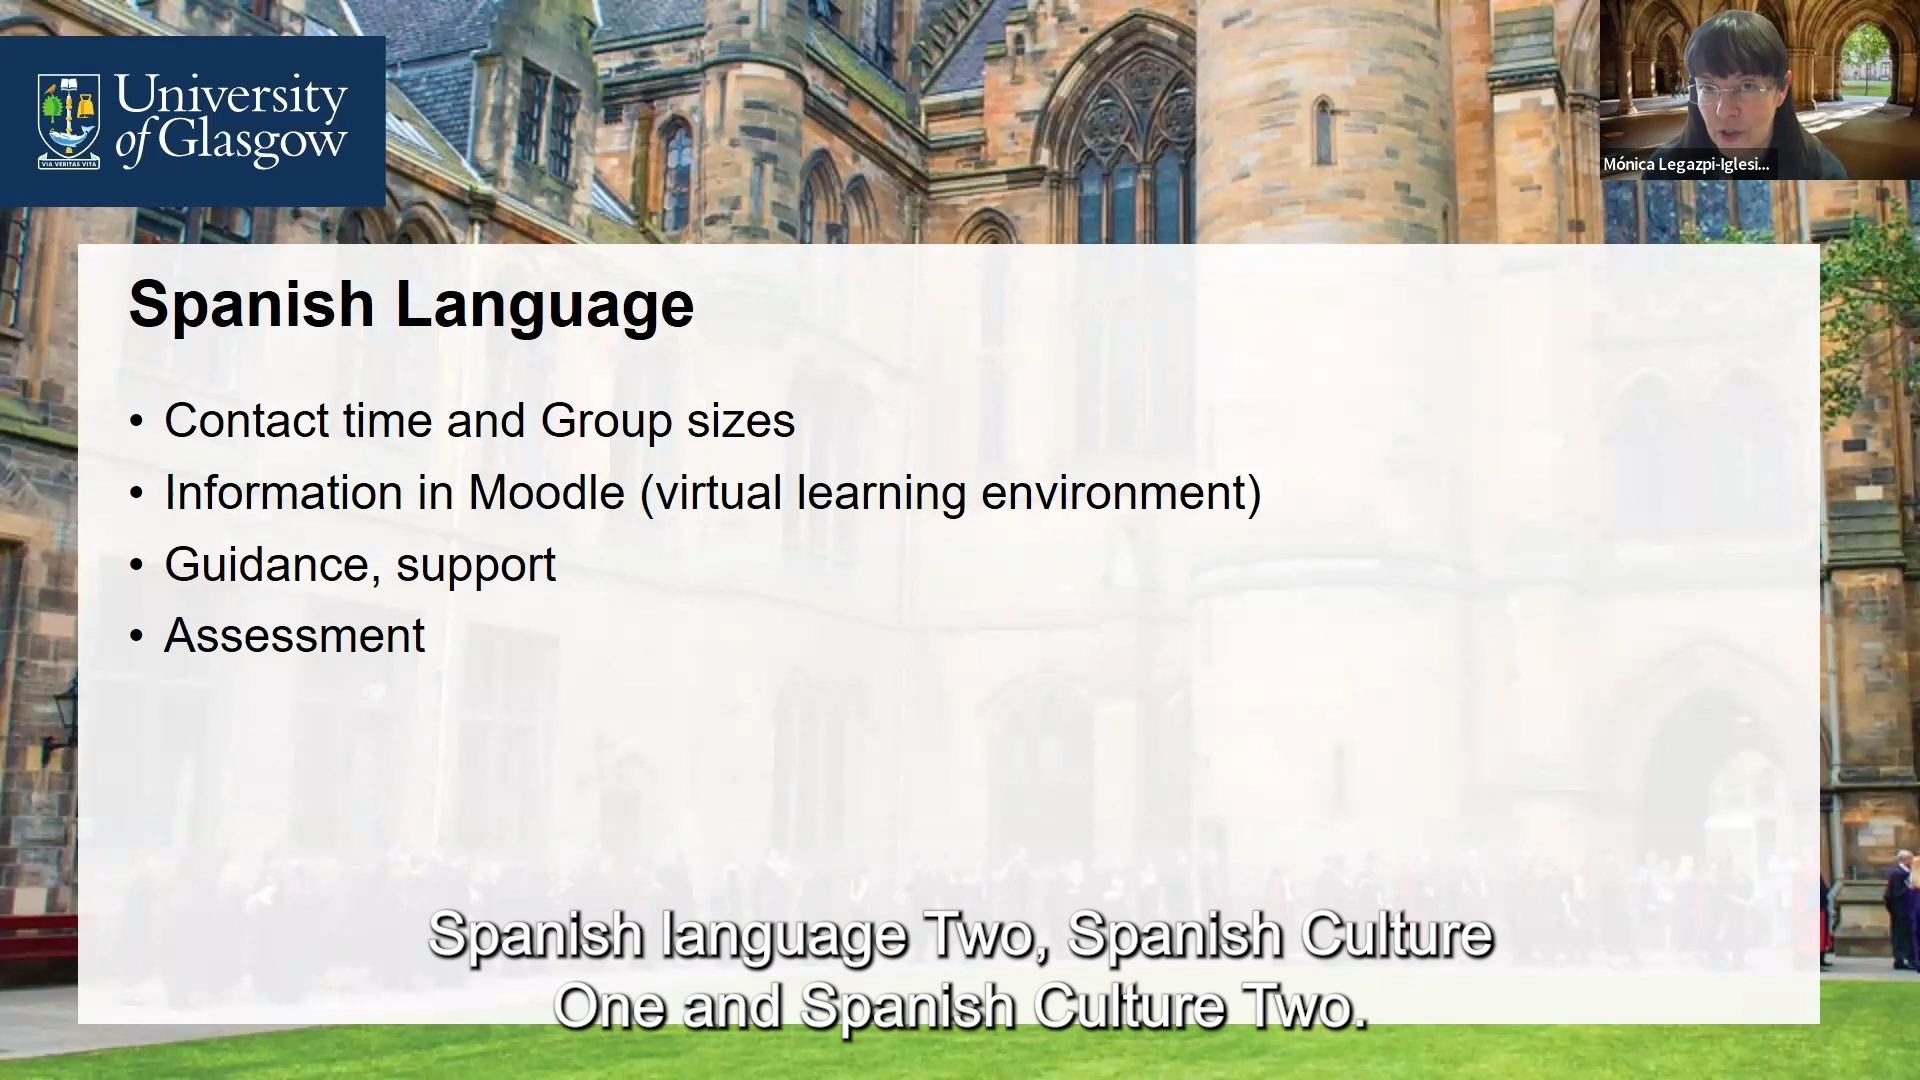 University
of Glasgow
VIA VERITAS VITA
Mónica Legazpi-Iglesi...
Spanish Language
• Contact time and Group sizes
• Information in Moodle (virtual learning environment)
• Guidance, support
• Assessment
Spanish language Two, Spanish Culture
One and Spanish Culture Two.